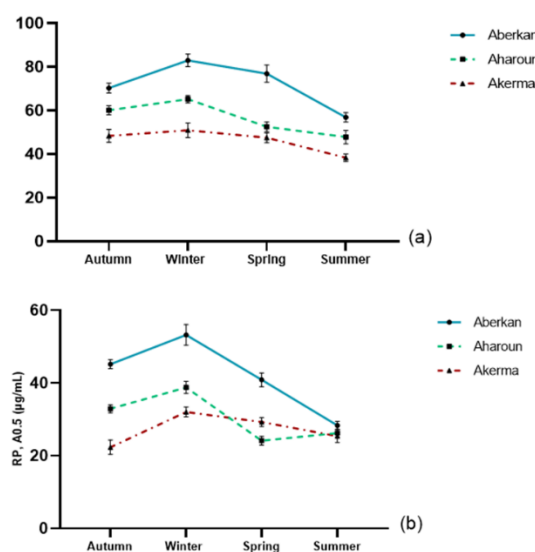 100
80
60
40
20
0
Autumn Winter Spring Summer
Aberkan
Aharoun
Akerma
(a)
RP, A0.5 (µg/mL)
60
40
20
0
Autumn Winter Spring Summer
Aberkan
Aharoun
Akerma
(b)